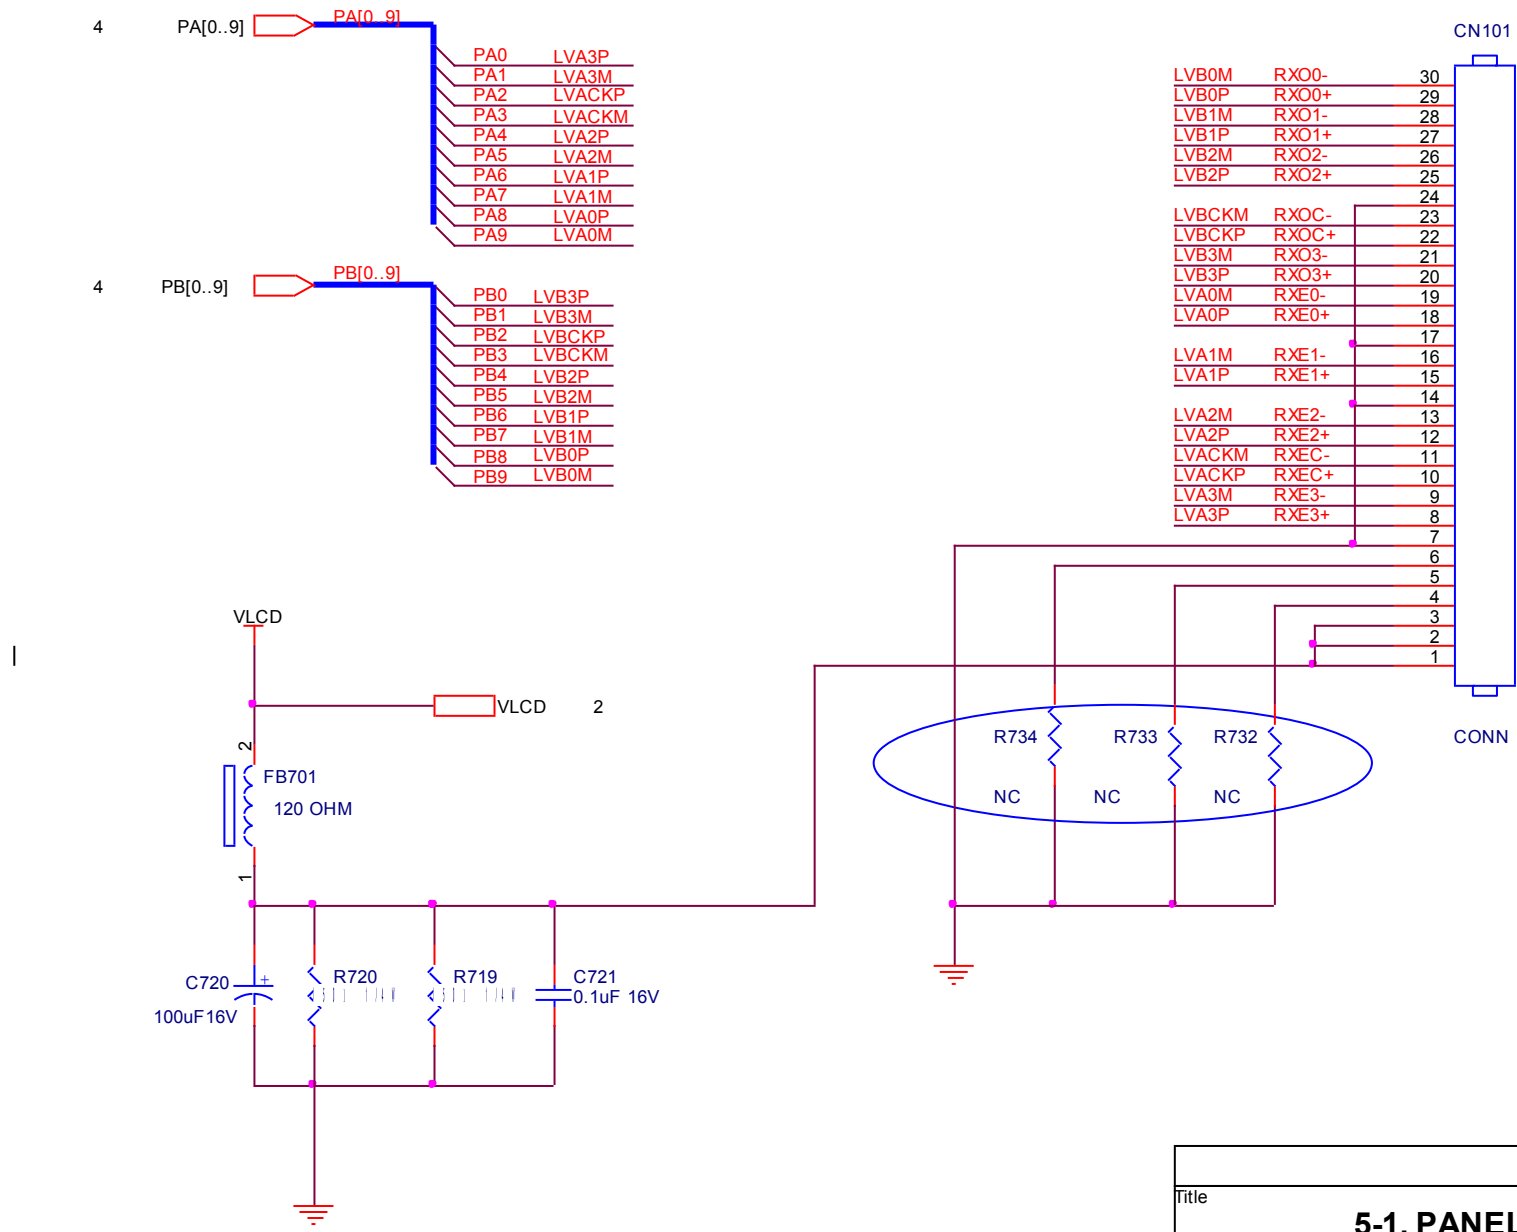 4 PA[0..9] PA[0..9]
PA0 LVA3P
PA1 LVA3M
PA2 LVACKP
PA3 LVACKM
PA4 LVA2P
PA5 LVA2M
PA6 LVA1P
PA7 LVA1M
PA8 LVA0P
PA9 LVA0M
4 PB[0..9] PB[0..9]
PB0 LVB3P
PB1 LVB3M
PB2 LVBCKP
PB3 LVBCKM
PB4 LVB2P
PB5 LVB2M
PB6 LVB1P
PB7 LVB1M
PB8 LVB0P
PB9 LVB0M
CN101
LVB0M RXO0- 30
LVB0P RXO0+ 29
LVB1M RXO1- 28
LVB1P RXO1+ 27
LVB2M RXO2- 26
LVB2P RXO2+ 25
24
LVBCKM RXOC- 23
LVBCKP RXOC+ 22
LVB3M RXO3- 21
LVB3P RXO3+ 20
LVA0M RXE0- 19
LVA0P RXE0+ 18
17
LVA1M RXE1- 16
LVA1P RXE1+ 15
14
LVA2M RXE2- 13
LVA2P RXE2+ 12
LVACKM RXEC- 11
LVACKP RXEC+ 10
LVA3M RXE3- 9
LVA3P RXE3+ 8
7
6
5
4
3
2
1
CONN
VLCD
VLCD 2
2
FB701
120 OHM
1
R734 R733 R732
NC NC NC
C720 +
100uF16V
R720
R719
C721
0.1uF 16V
Title
5-1. PANEL